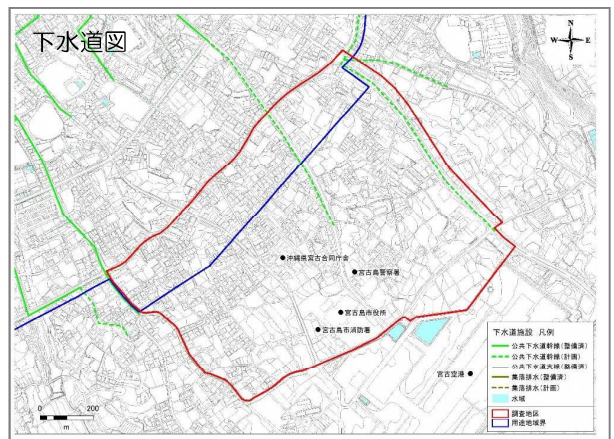 下水道図
N
W E
S
沖縄県宮古合同庁舎
宮古島警察署
宮古島市役所
宮古島市消防署
宮古空港
下水道施設 凡例
公共下水道幹線(整備済)
公共下水道幹線(計画)
集落排水(整備済)
集落排水(計画)
水域
調査地区
用途地域界
0 200
m